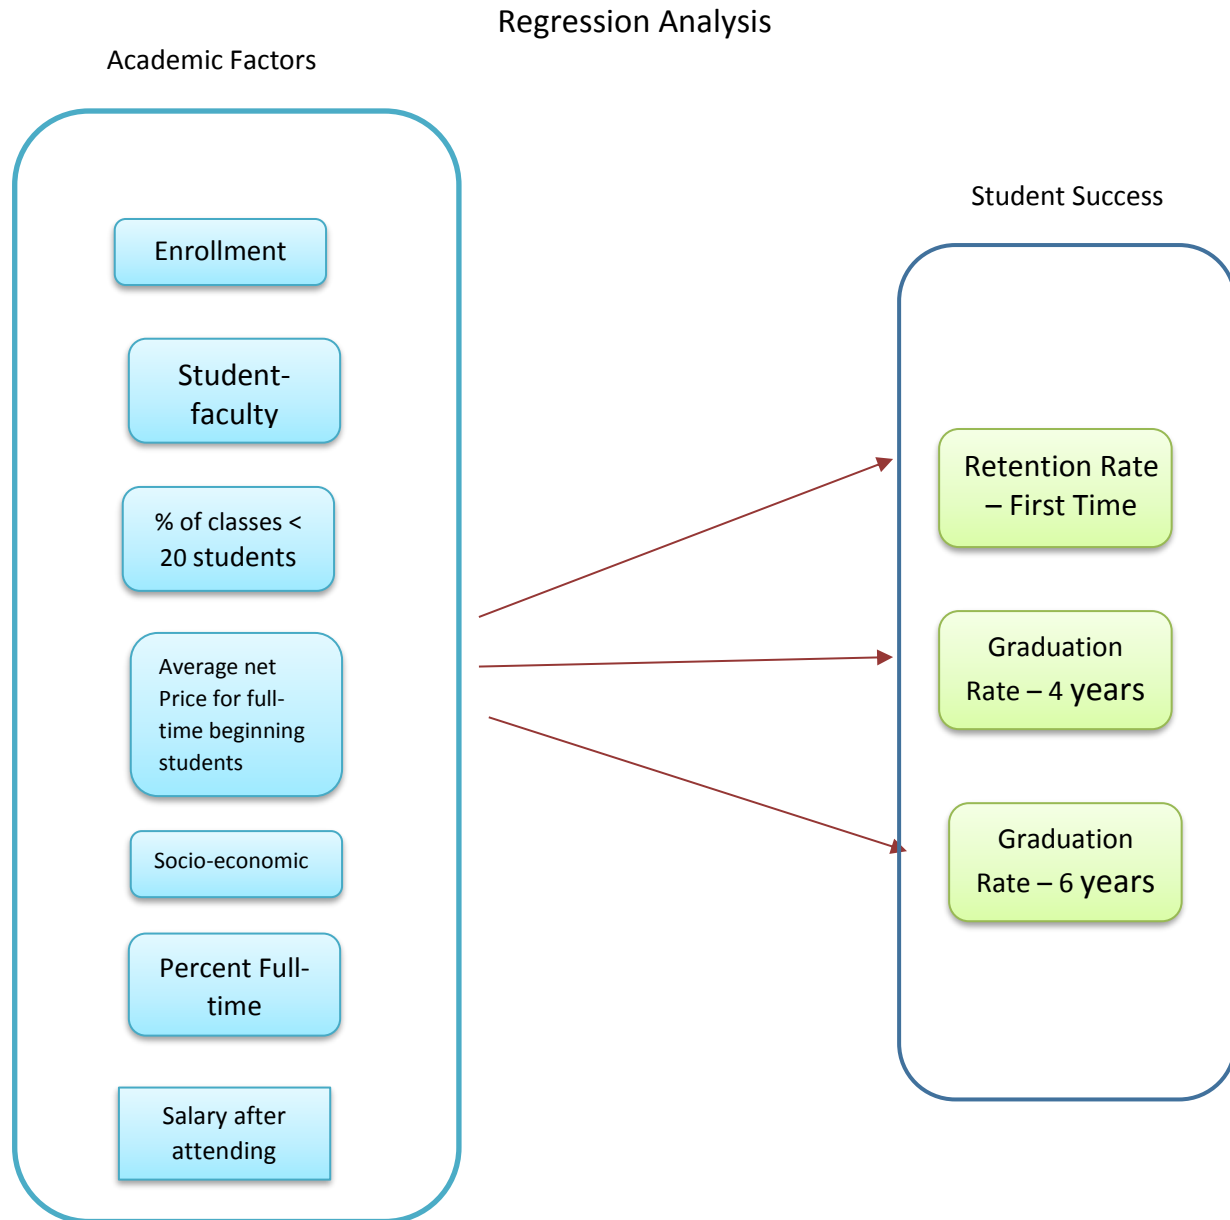 Regression Analysis
Academic Factors
Enrollment
Student-
faculty
% of classes <
20 students
Average net
Price for full-
time beginning
students
Socio-economic
Percent Full-
time
Salary after
attending
Student Success
Retention Rate
– First Time
Graduation
Rate – 4 years
Graduation
Rate – 6 years